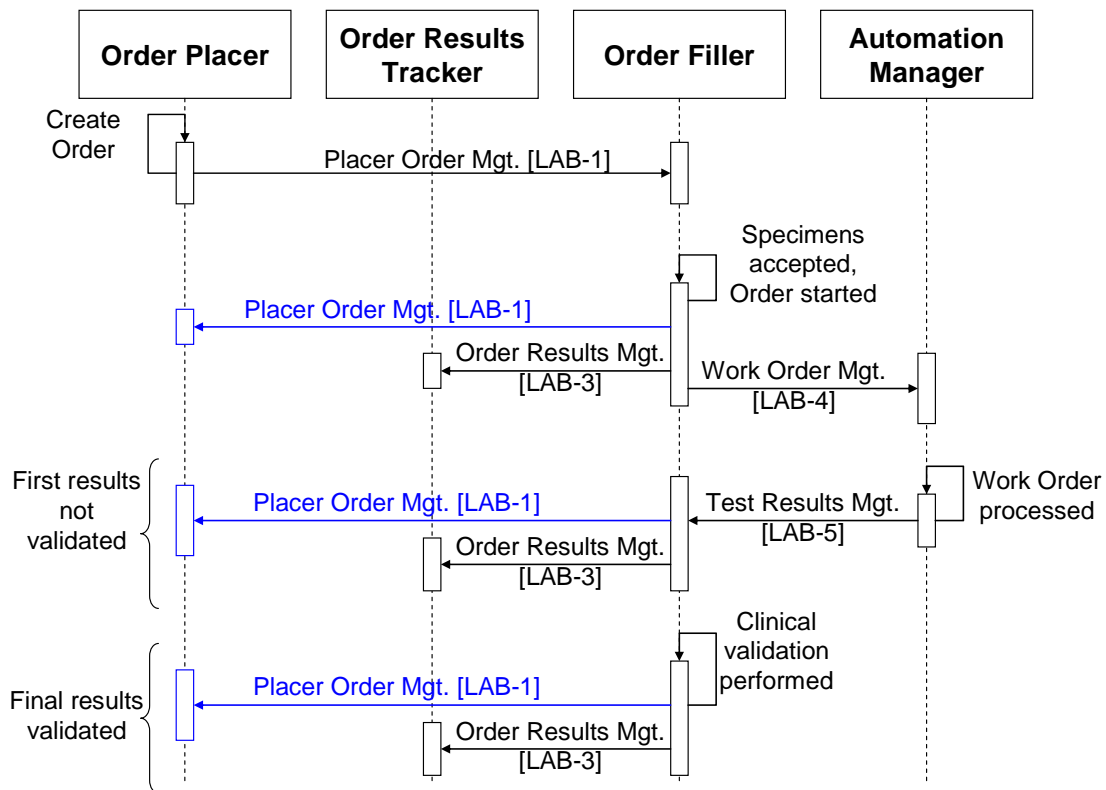 Order Placer
Order Results
Tracker
Order Filler
Automation
Manager
Create
Order
Placer Order Mgt. [LAB-1]
Specimens
accepted,
Order started
Placer Order Mgt. [LAB-1]
Order Results Mgt.
[LAB-3]
Work Order Mgt.
[LAB-4]
First results
not
validated
Placer Order Mgt. [LAB-1]
Test Results Mgt.
[LAB-5]
Work Order
processed
Order Results Mgt.
[LAB-3]
Clinical
validation
performed
Final results
validated
Placer Order Mgt. [LAB-1]
Order Results Mgt.
[LAB-3]